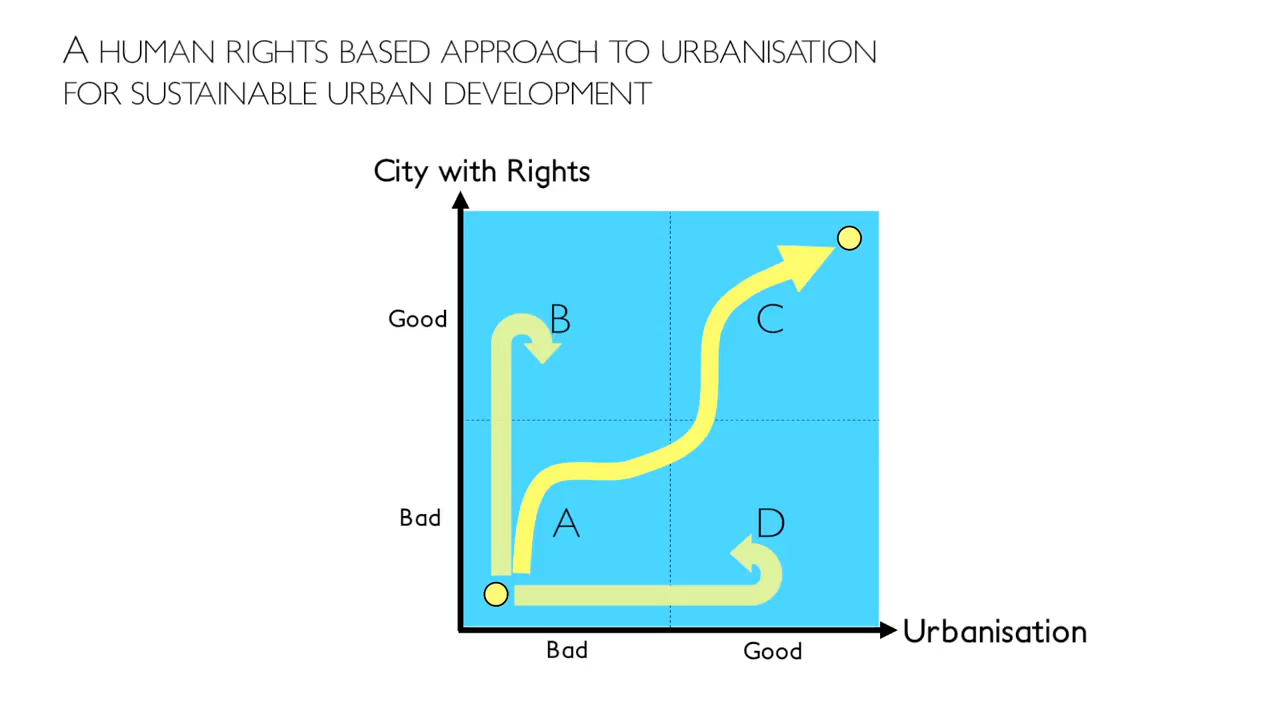 A HUMAN RIGHTS BASED APPROACH TO URBANISATION
FOR SUSTAINABLE URBAN DEVELOPMENT
City with Rights
Good
B
C
Bad
A
D
Urbanisation
Bad
Good